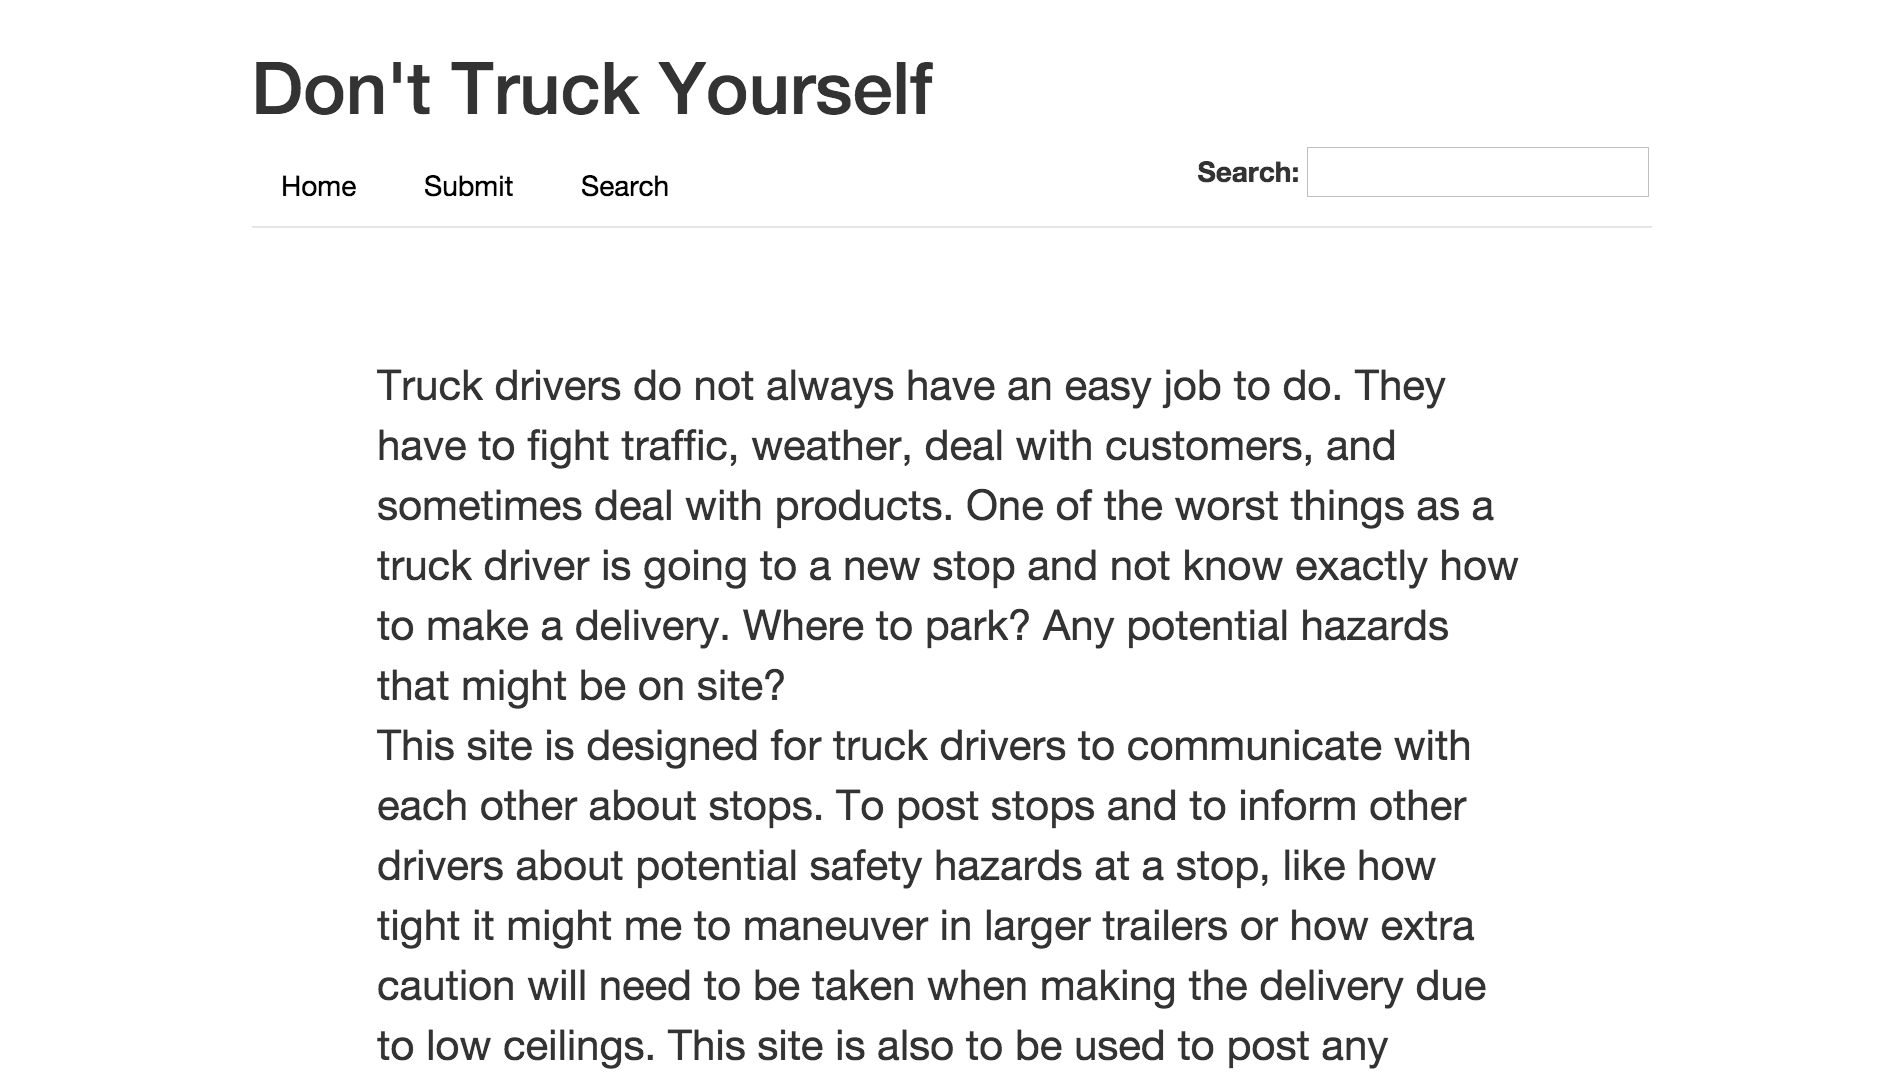 Don't Truck Yourself
Home Submit Search Search:
Truck drivers do not always have an easy job to do. They
have to fight traffic, weather, deal with customers, and
sometimes deal with products. One of the worst things as a
truck driver is going to a new stop and not know exactly how
to make a delivery. Where to park? Any potential hazards
that might be on site?
This site is designed for truck drivers to communicate with
each other about stops. To post stops and to inform other
drivers about potential safety hazards at a stop, like how
tight it might me to maneuver in larger trailers or how extra
caution will need to be taken when making the delivery due
to low ceilings. This site is also to be used to post any